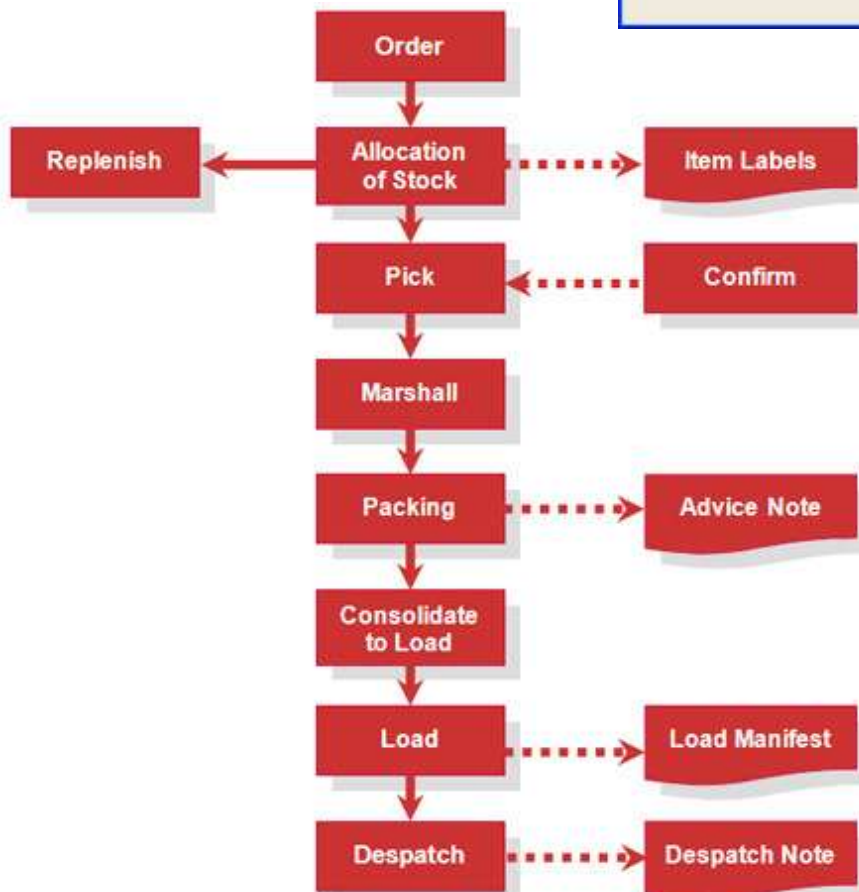 Order
Replenish
Allocation
of Stock
Item Labels
Pick
Confirm
Marshall
Packing
Advice Note
Consolidate
to Load
Load
Load Manifest
Despatch
Despatch Note